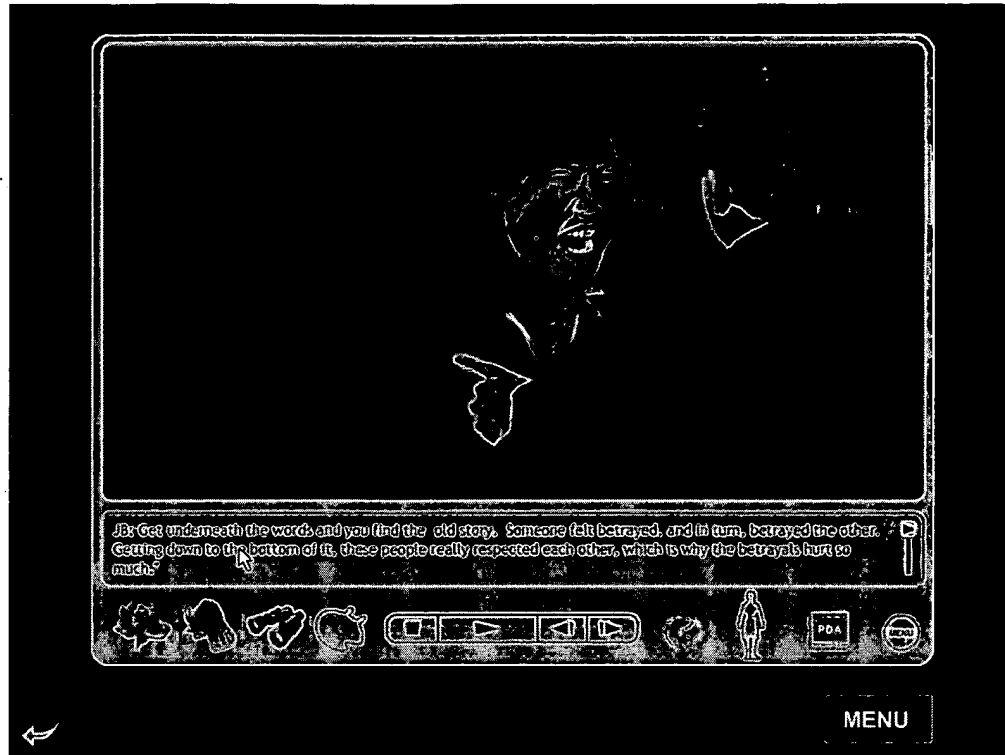 JB: Get underneath the words and you find the old story. Someone felt betrayed, and in turn, betrayed the other.
Getting down to the bottom of it, these people really respected each other, which is why the betrayals hurt so
much."
PDA
MENU